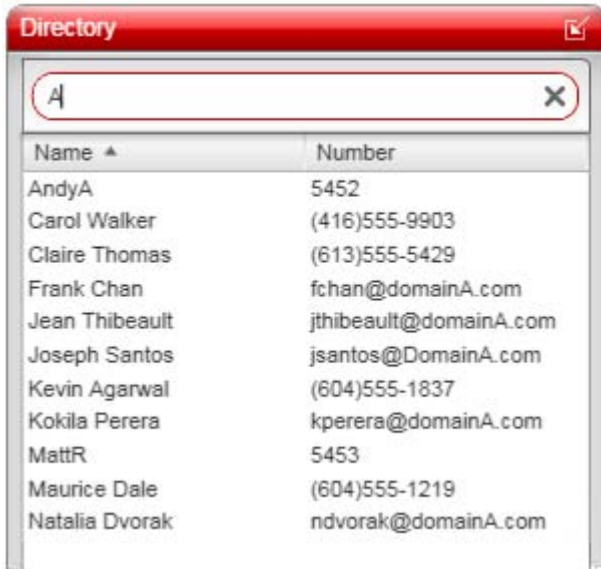 Directory
A
Name Number
AndyA 5452
Carol Walker (416)555-9903
Claire Thomas (613)555-5429
Frank Chan fchan@domainA.com
Jean Thibeault jthibeault@domainA.com
Joseph Santos jsantos@DomainA.com
Kevin Agarwal (604)555-1837
Kokila Perera kperera@domainA.com
MattR 5453
Maurice Dale (604)555-1219
Natalia Dvorak ndvorak@domainA.com